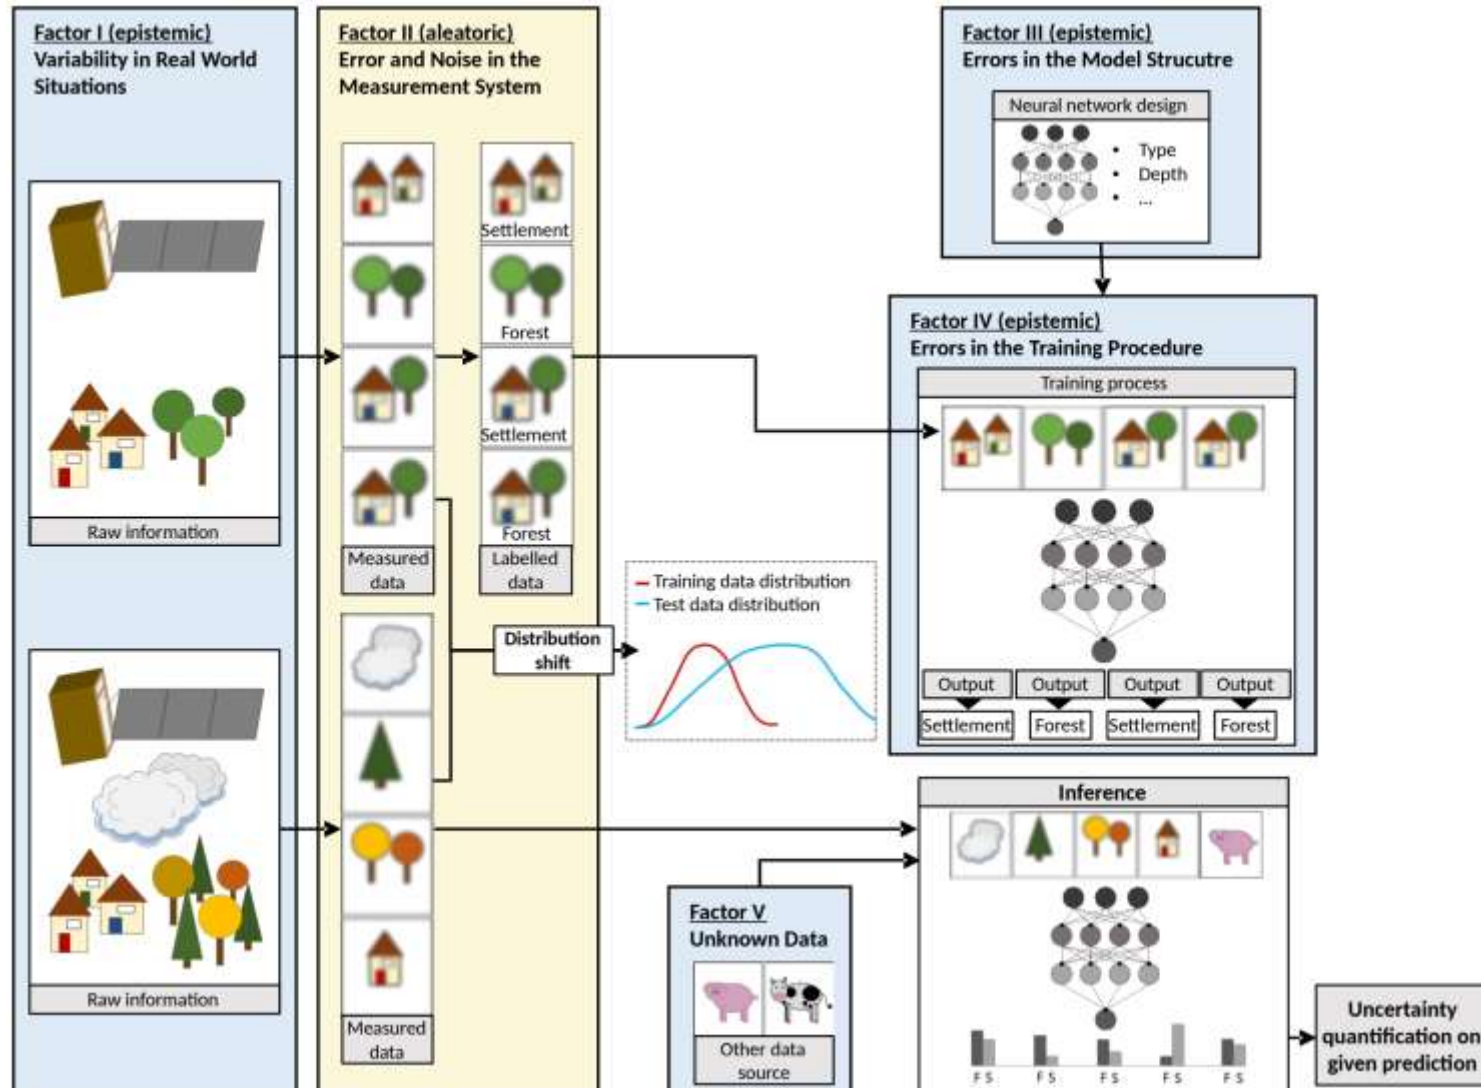 Factor I (epistemic)
Variability in Real World
Situations
Raw information
Raw information
Factor II (aleatoric)
Error and Noise in the
Measurement System
Settlement
Forest
Settlement
Forest
Measured
data
Labelled
data
Distribution
shift
Measured
data
Training data distribution
Test data distribution
Factor III (epistemic)
Errors in the Model Strucutre
Neural network design
• Type
• Depth
• ...
Factor IV (epistemic)
Errors in the Training Procedure
Training process
Output Output Output Output
Settlement Forest Settlement Forest
Factor V
Unknown Data
Other data
source
Inference
F S F S F S F S F S
Uncertainty
quantification on
given prediction